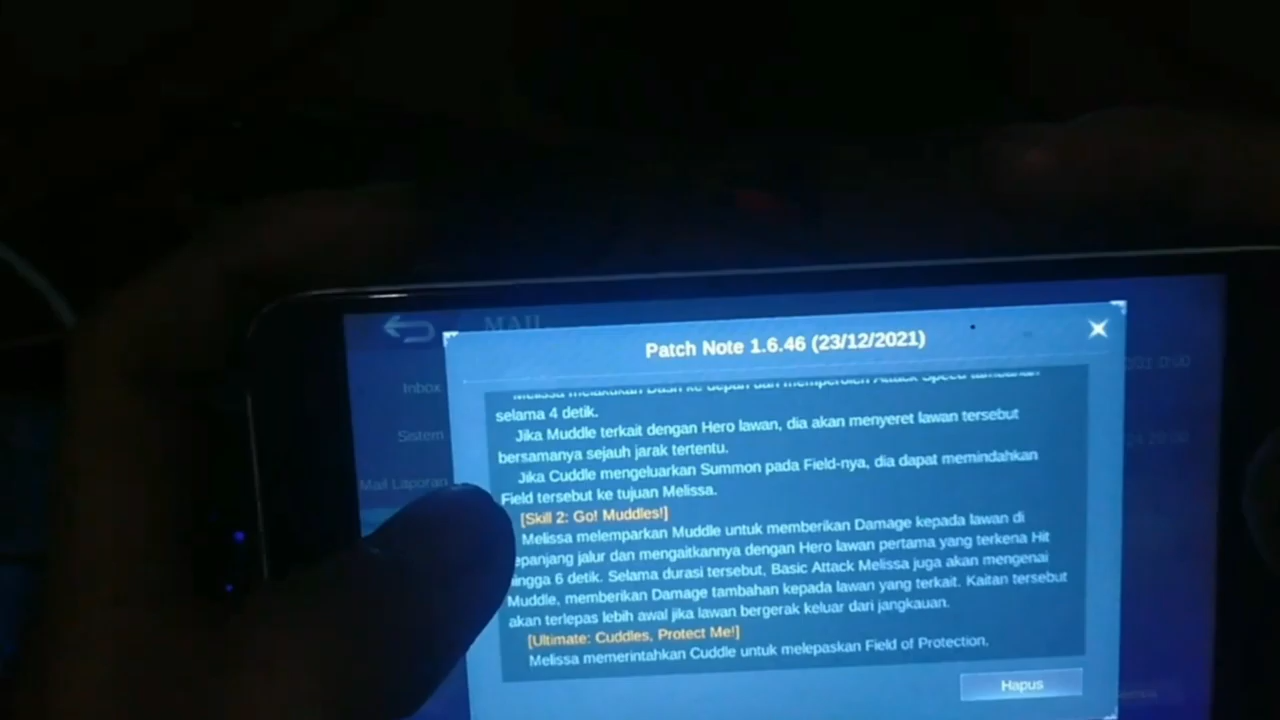 MAIL
Patch Note 1.6.46 (23/12/2021)
Inbox
Sistem
Mail Laporan
selama 4 detik.
Jika Muddle terkait dengan Hero lawan, dia akan menyeret lawan tersebut
bersamanya sejauh jarak tertentu.
Jika Cuddle mengeluarkan Summon pada Field-nya, dia dapat memindahkan
Field tersebut ke tujuan Melissa.
[Skill 2: Go! Muddles!]
Melissa melemparkan Muddle untuk memberikan Damage kepada lawan di
epanjang jalur dan mengaitkannya dengan Hero lawan pertama yang terkena Hit
ingga 6 detik. Selama durasi tersebut, Basic Attack Melissa juga akan mengenai
Muddle, memberikan Damage tambahan kepada lawan yang terkait. Kaitan tersebut
akan terlepas lebih awal jika lawan bergerak keluar dari jangkauan.
[Ultimate: Cuddles, Protect Me!]
Melissa memerintahkan Cuddle untuk melepaskan Field of Protection,
Hapus